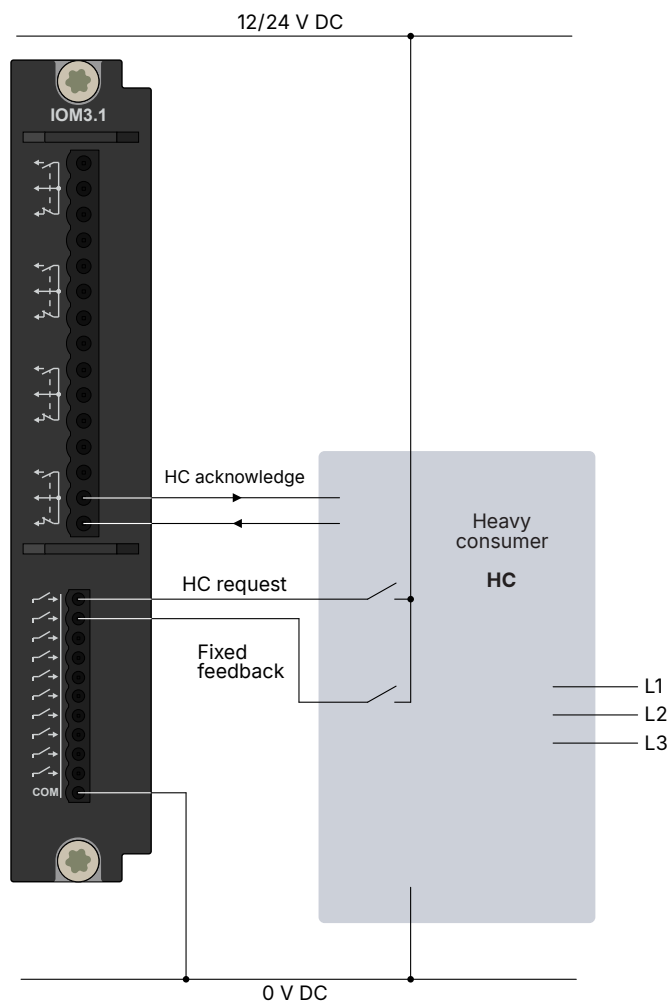 12/24 V DC
IOM3.1
HC acknowledge
Heavy
consumer
HC
HC request
Fixed
feedback
L1
L2
L3
COM
0 V DC